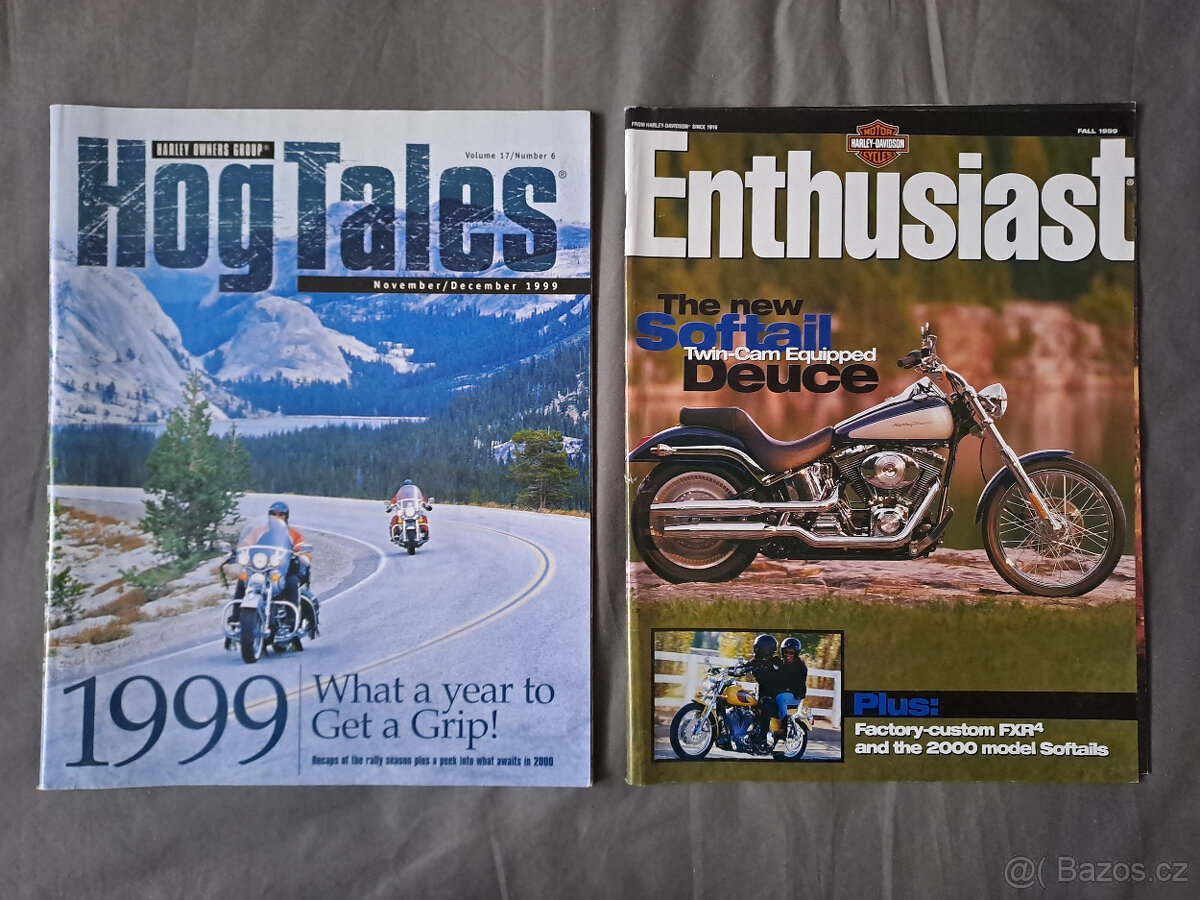 HARLEY OWNERS GROUP®
Volume 17/Number 6
HogTales®
November/December 1999
1999
What a year to
Get a Grip!
Recaps of the rally season plus a peek into what awaits in 2000
FROM HARLEY-DAVIDSON® SINCE 1916
MOTOR
HARLEY-DAVIDSON
CYCLES
FALL 1999
Enthusiast®
The new
Softail
Twin-Cam Equipped
Deuce
Harley-Davidson
Plus:
Factory-custom FXR4
and the 2000 model Softails
@( Bazos.cz